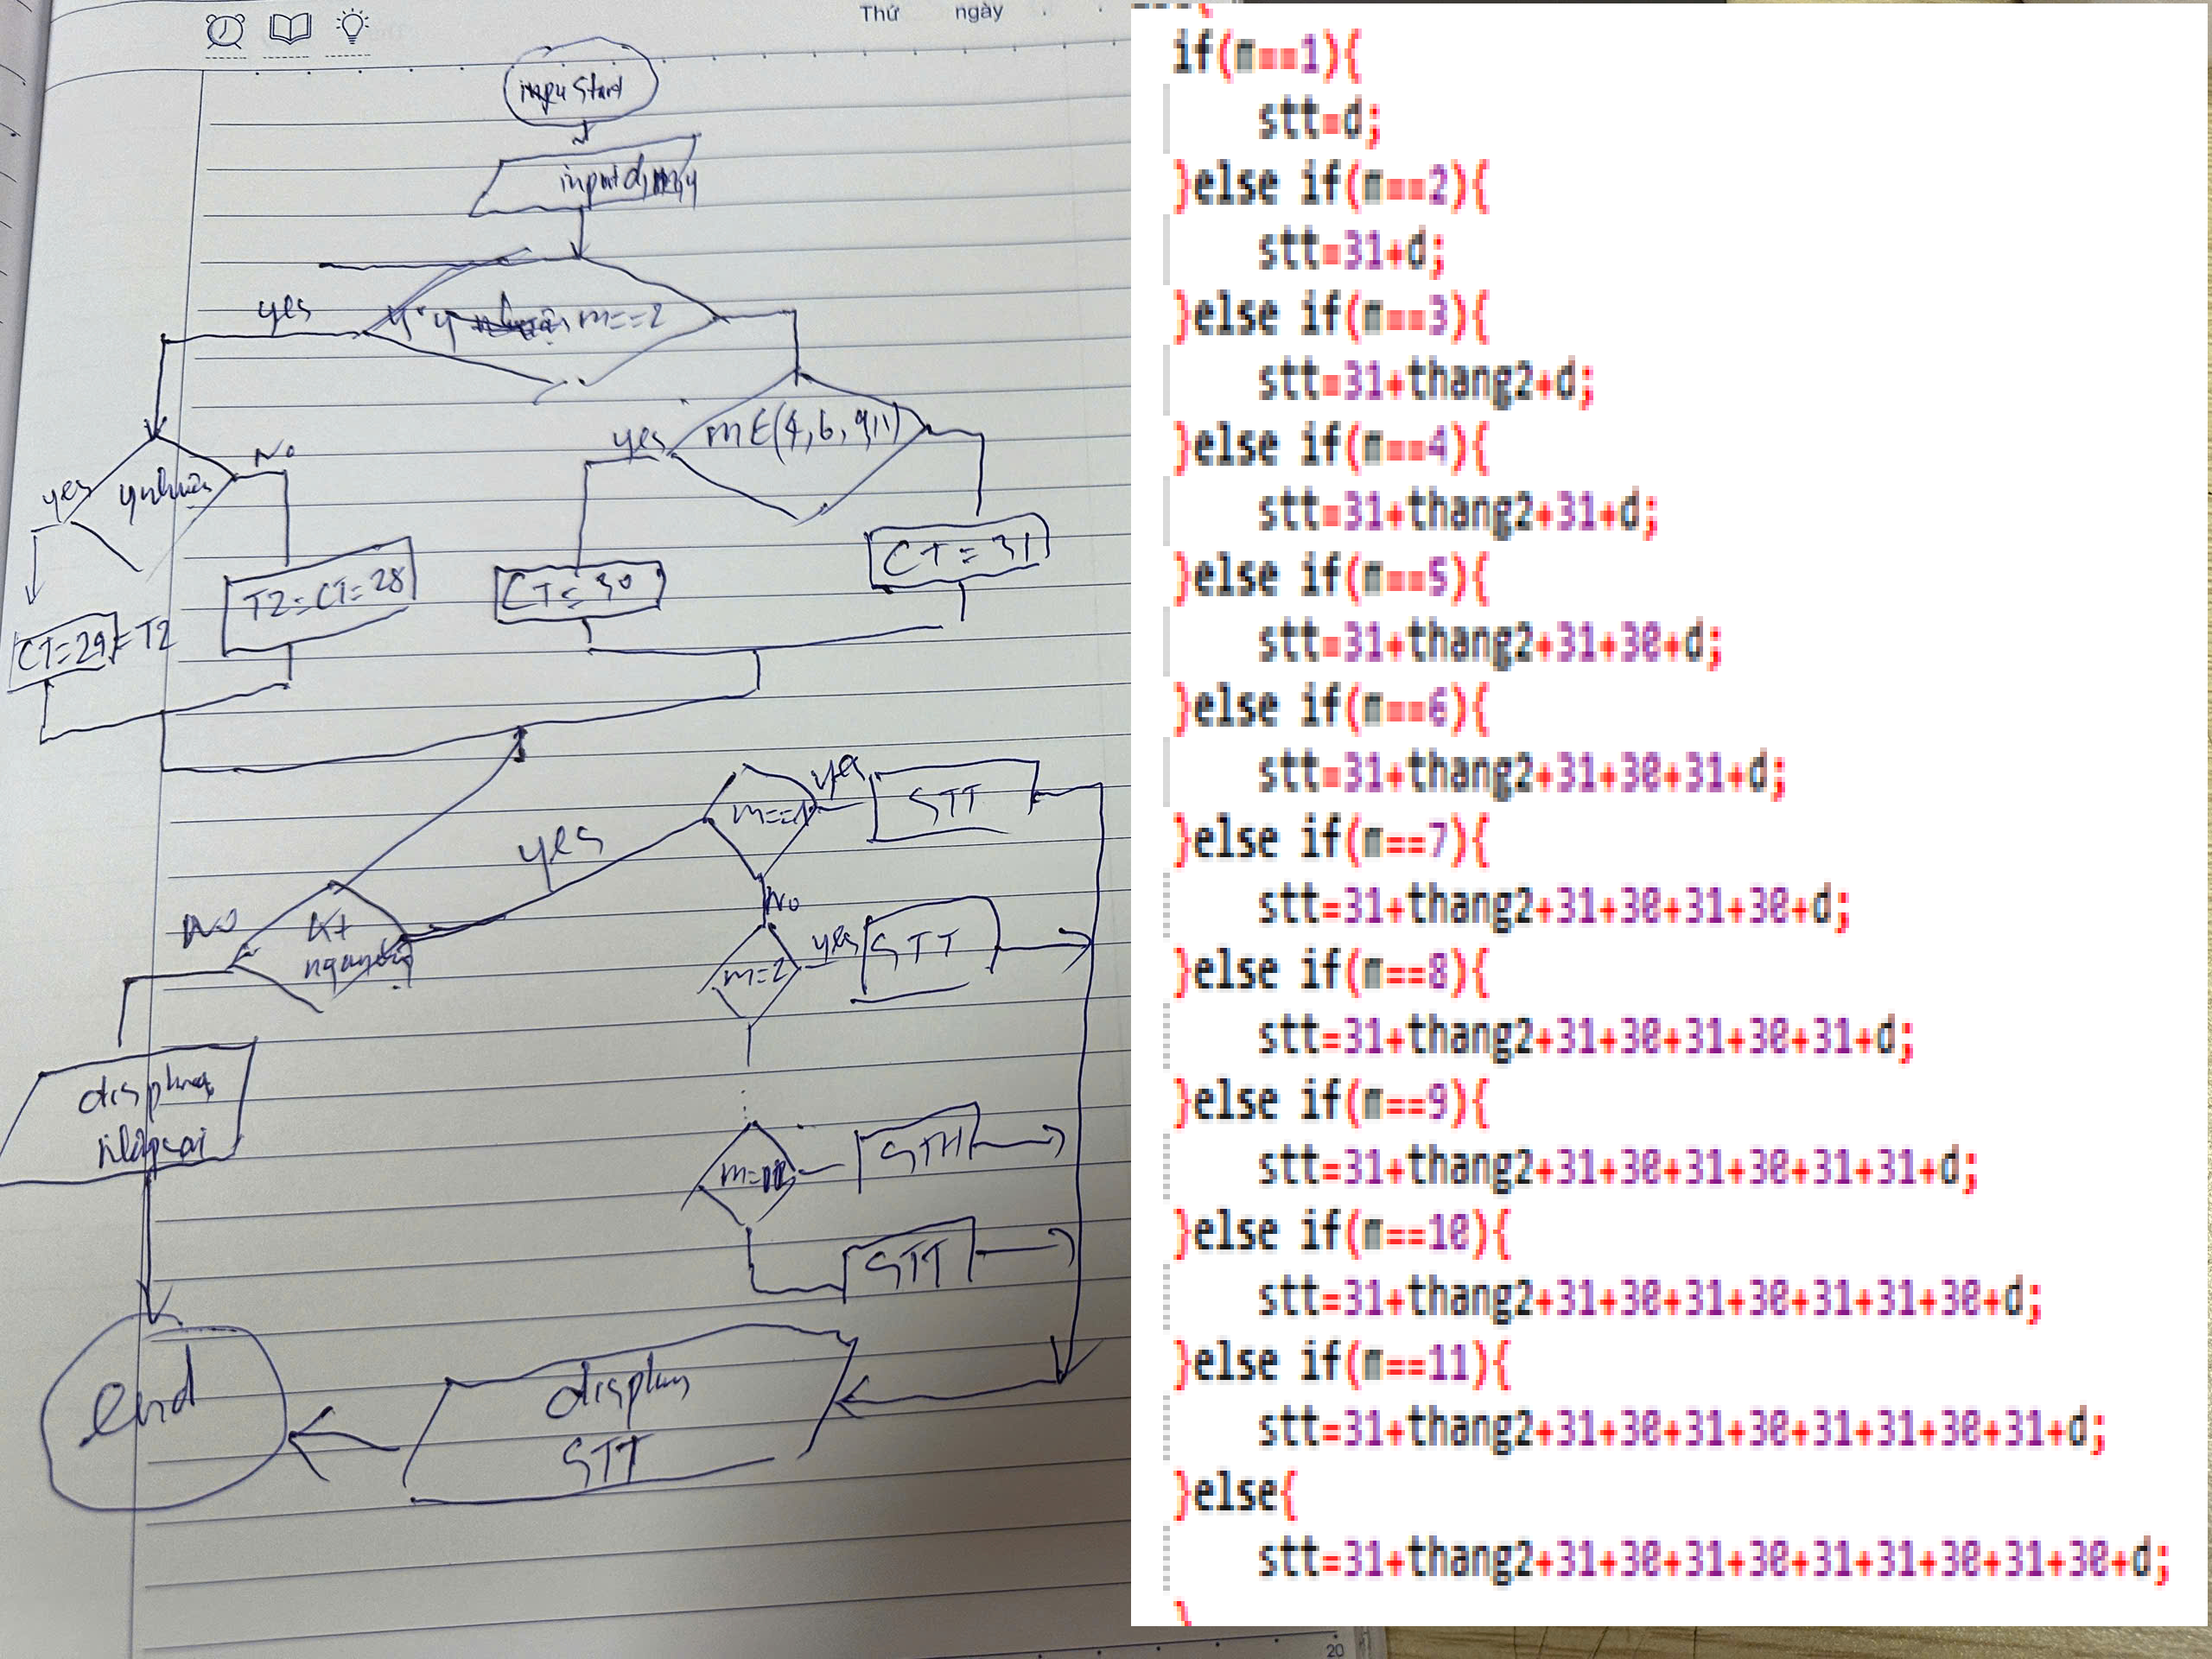 Thứ ngày
Start
input d, m, y
m==2
yes
yes
m∈(4,6,9,11)
No
yes
y nhuận
CT=31
T2=CT=28
CT=30
CT=29=T2
m==1
yes
STT
yes
No
No
Kt
m=2
yes
STT
display
m=11
STT
STT
end
display
STT
20
if(m==1){
stt=d;
}else if(m==2){
stt=31+d;
}else if(m==3){
stt=31+thang2+d;
}else if(m==4){
stt=31+thang2+31+d;
}else if(m==5){
stt=31+thang2+31+30+d;
}else if(m==6){
stt=31+thang2+31+30+31+d;
}else if(m==7){
stt=31+thang2+31+30+31+30+d;
}else if(m==8){
stt=31+thang2+31+30+31+30+31+d;
}else if(m==9){
stt=31+thang2+31+30+31+30+31+31+d;
}else if(m==10){
stt=31+thang2+31+30+31+30+31+31+30+d;
}else if(m==11){
stt=31+thang2+31+30+31+30+31+31+30+31+d;
}else{
stt=31+thang2+31+30+31+30+31+31+30+31+30+d;
}